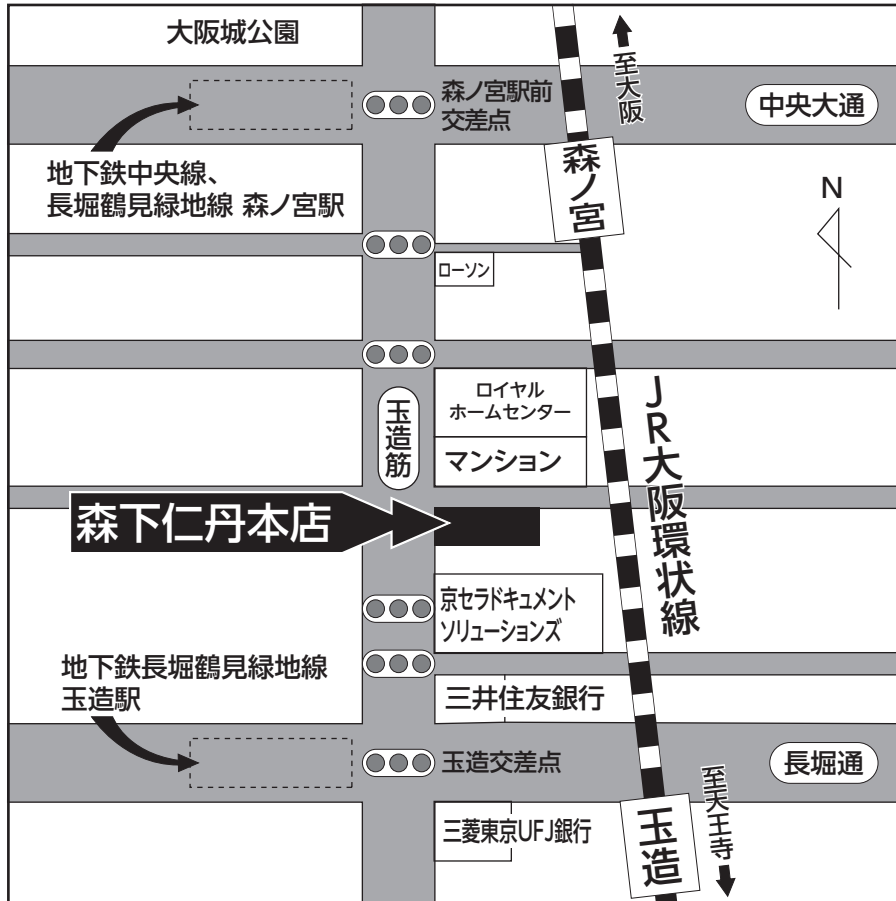 大阪城公園
至大阪
森ノ宮駅前
交差点
中央大通
地下鉄中央線、
長堀鶴見緑地線 森ノ宮駅
森ノ宮
N
ローソン
ロイヤル
ホームセンター
玉造筋
マンション
JR大阪環状線
森下仁丹本店
京セラドキュメント
ソリューションズ
地下鉄長堀鶴見緑地線
玉造駅
三井住友銀行
玉造交差点
長堀通
至天王寺
三菱東京UFJ銀行
玉造